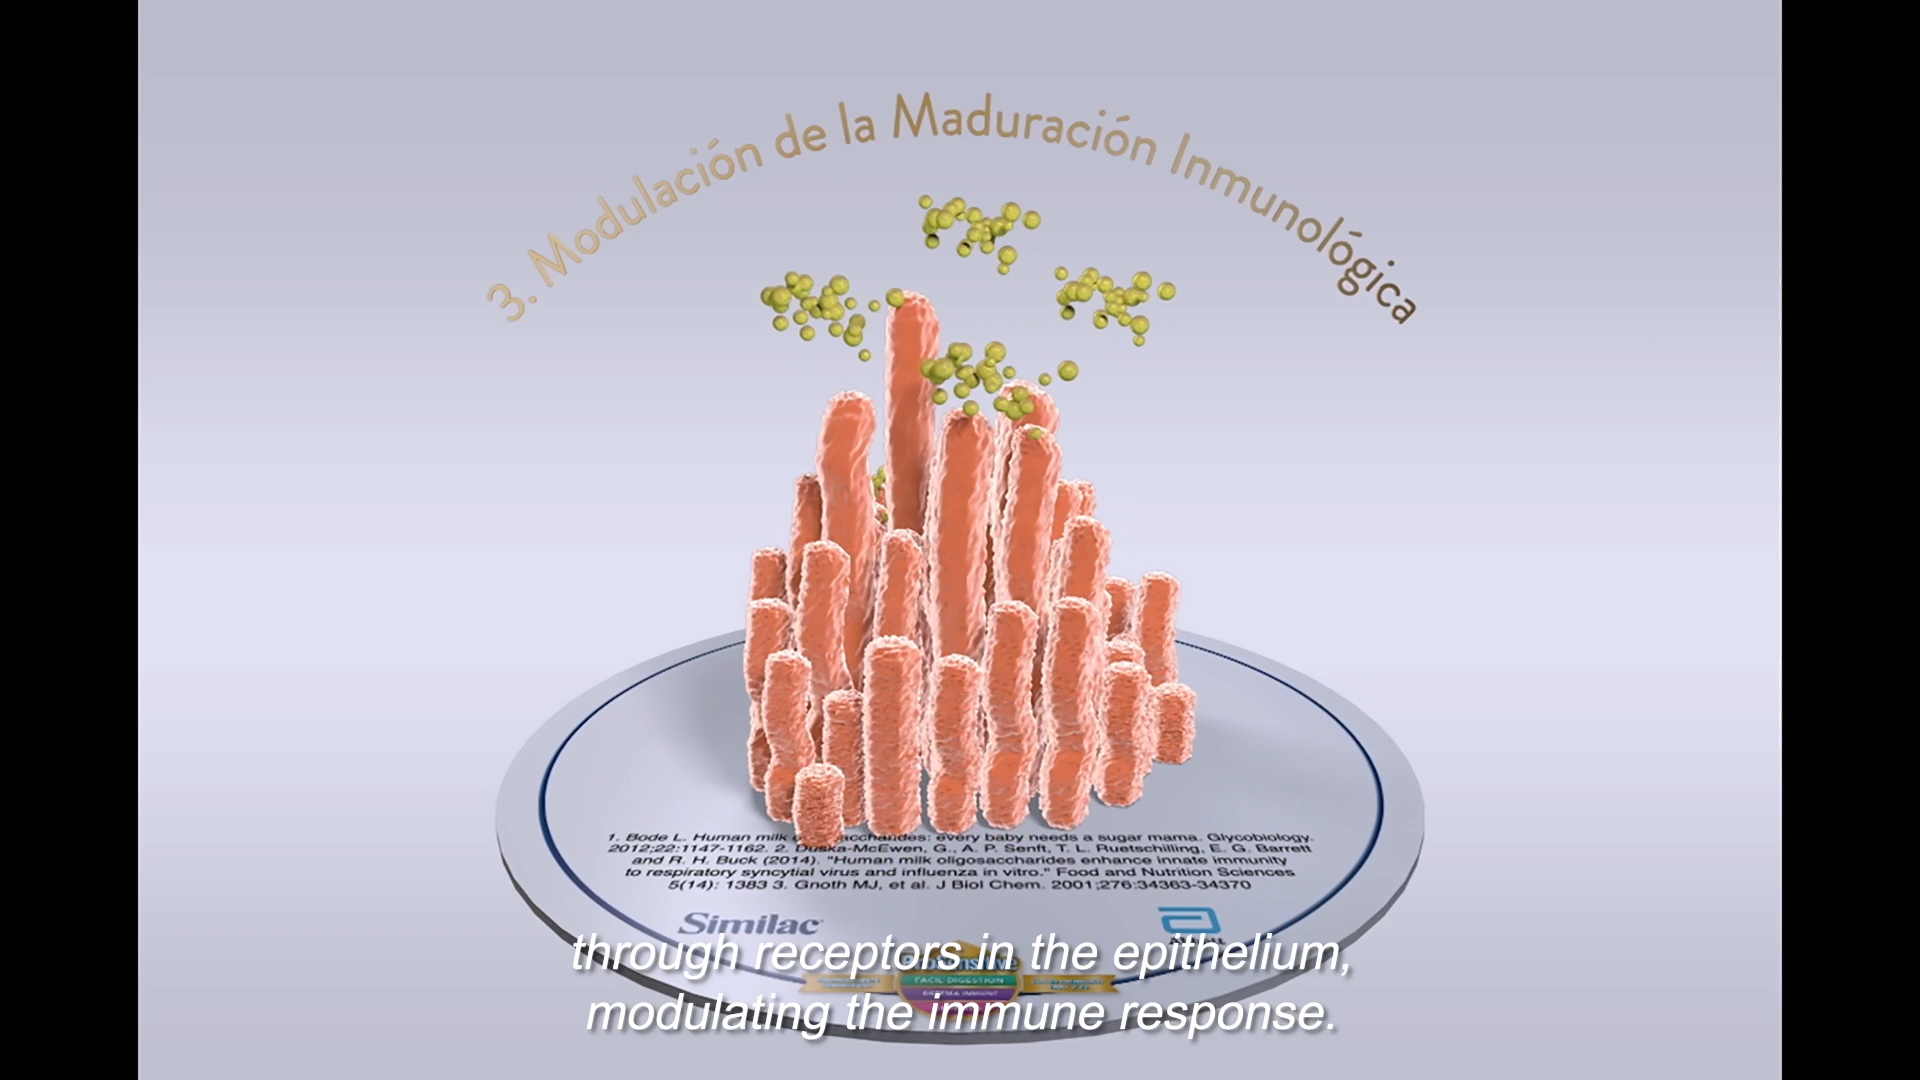 3. Modulación de la Maduración Inmunológica
1. Bode L. Human milk every baby needs a sugar mama. Glycobiology.
2012;22:1147-1162. 2. Duska-McEwen, G., A. P. Senft, T. L. Ruetschilling, E. G. Barrett
and R. H. Buck (2014). "Human milk oligosaccharides enhance innate immunity
to respiratory syncytial virus and influenza in vitro." Food and Nutrition Sciences
5(14): 1383 3. Gnoth MJ, et al. J Biol Chem. 2001;276:34363-34370
Similac
through receptors in the epithelium,
FACIL DIGESTION
modulating the immune response.